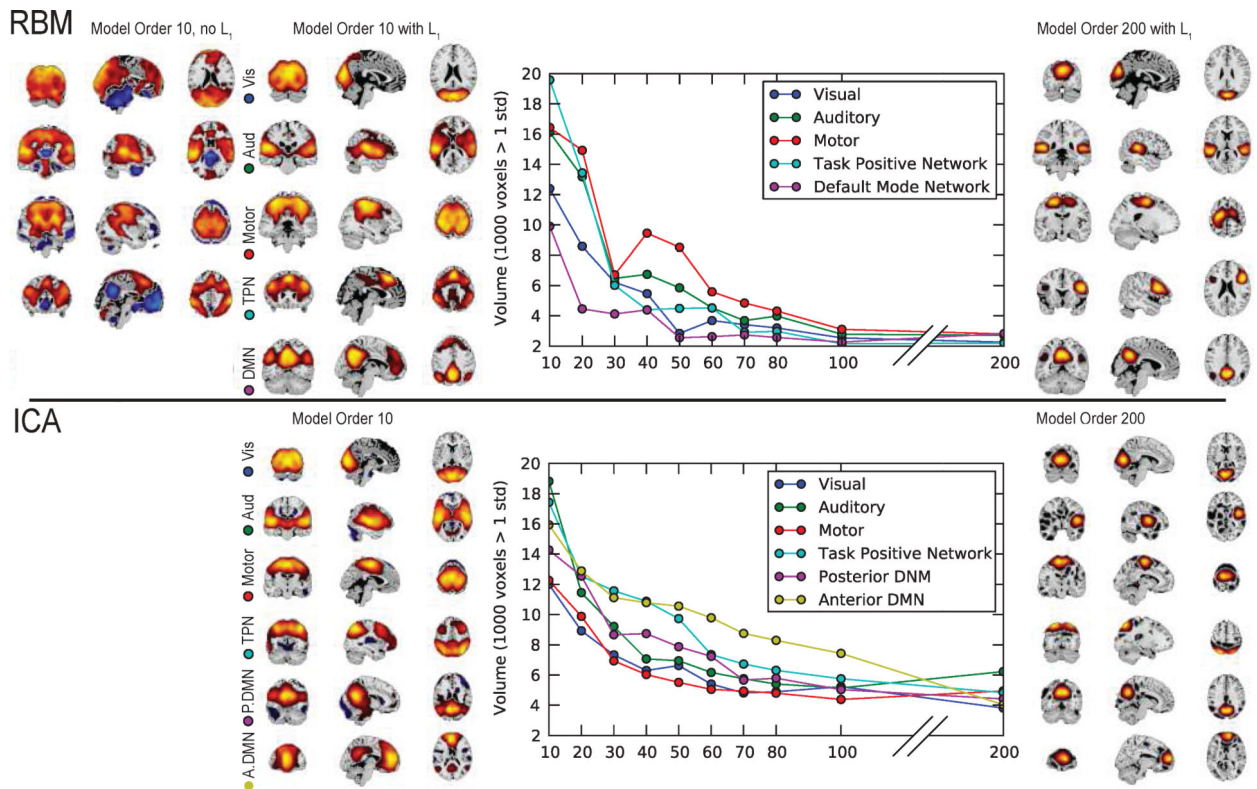 RBM
Model Order 10, no L1
Model Order 10 with L1
Model Order 200 with L1
Vis
Aud
Motor
TPN
DMN
Volume (1000 voxels > 1 std)
20
18
16
14
12
10
8
6
4
2
Visual
Auditory
Motor
Task Positive Network
Default Mode Network
10 20 30 40 50 60 70 80 100 200
ICA
Model Order 10
Model Order 200
Vis
Aud
Motor
TPN
P.DMN
A.DMN
Volume (1000 voxels > 1 std)
20
18
16
14
12
10
8
6
4
2
Visual
Auditory
Motor
Task Positive Network
Posterior DNM
Anterior DMN
10 20 30 40 50 60 70 80 100 200